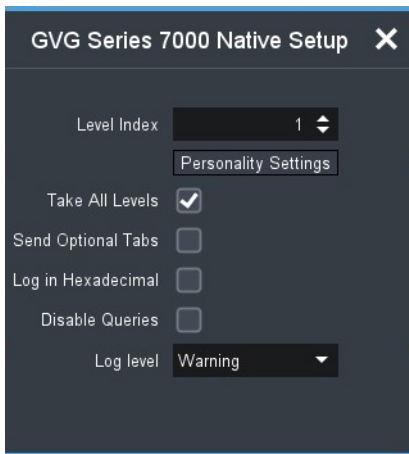 GVG Series 7000 Native Setup
Level Index 1
Personality Settings
Take All Levels
Send Optional Tabs
Log in Hexadecimal
Disable Queries
Log level Warning